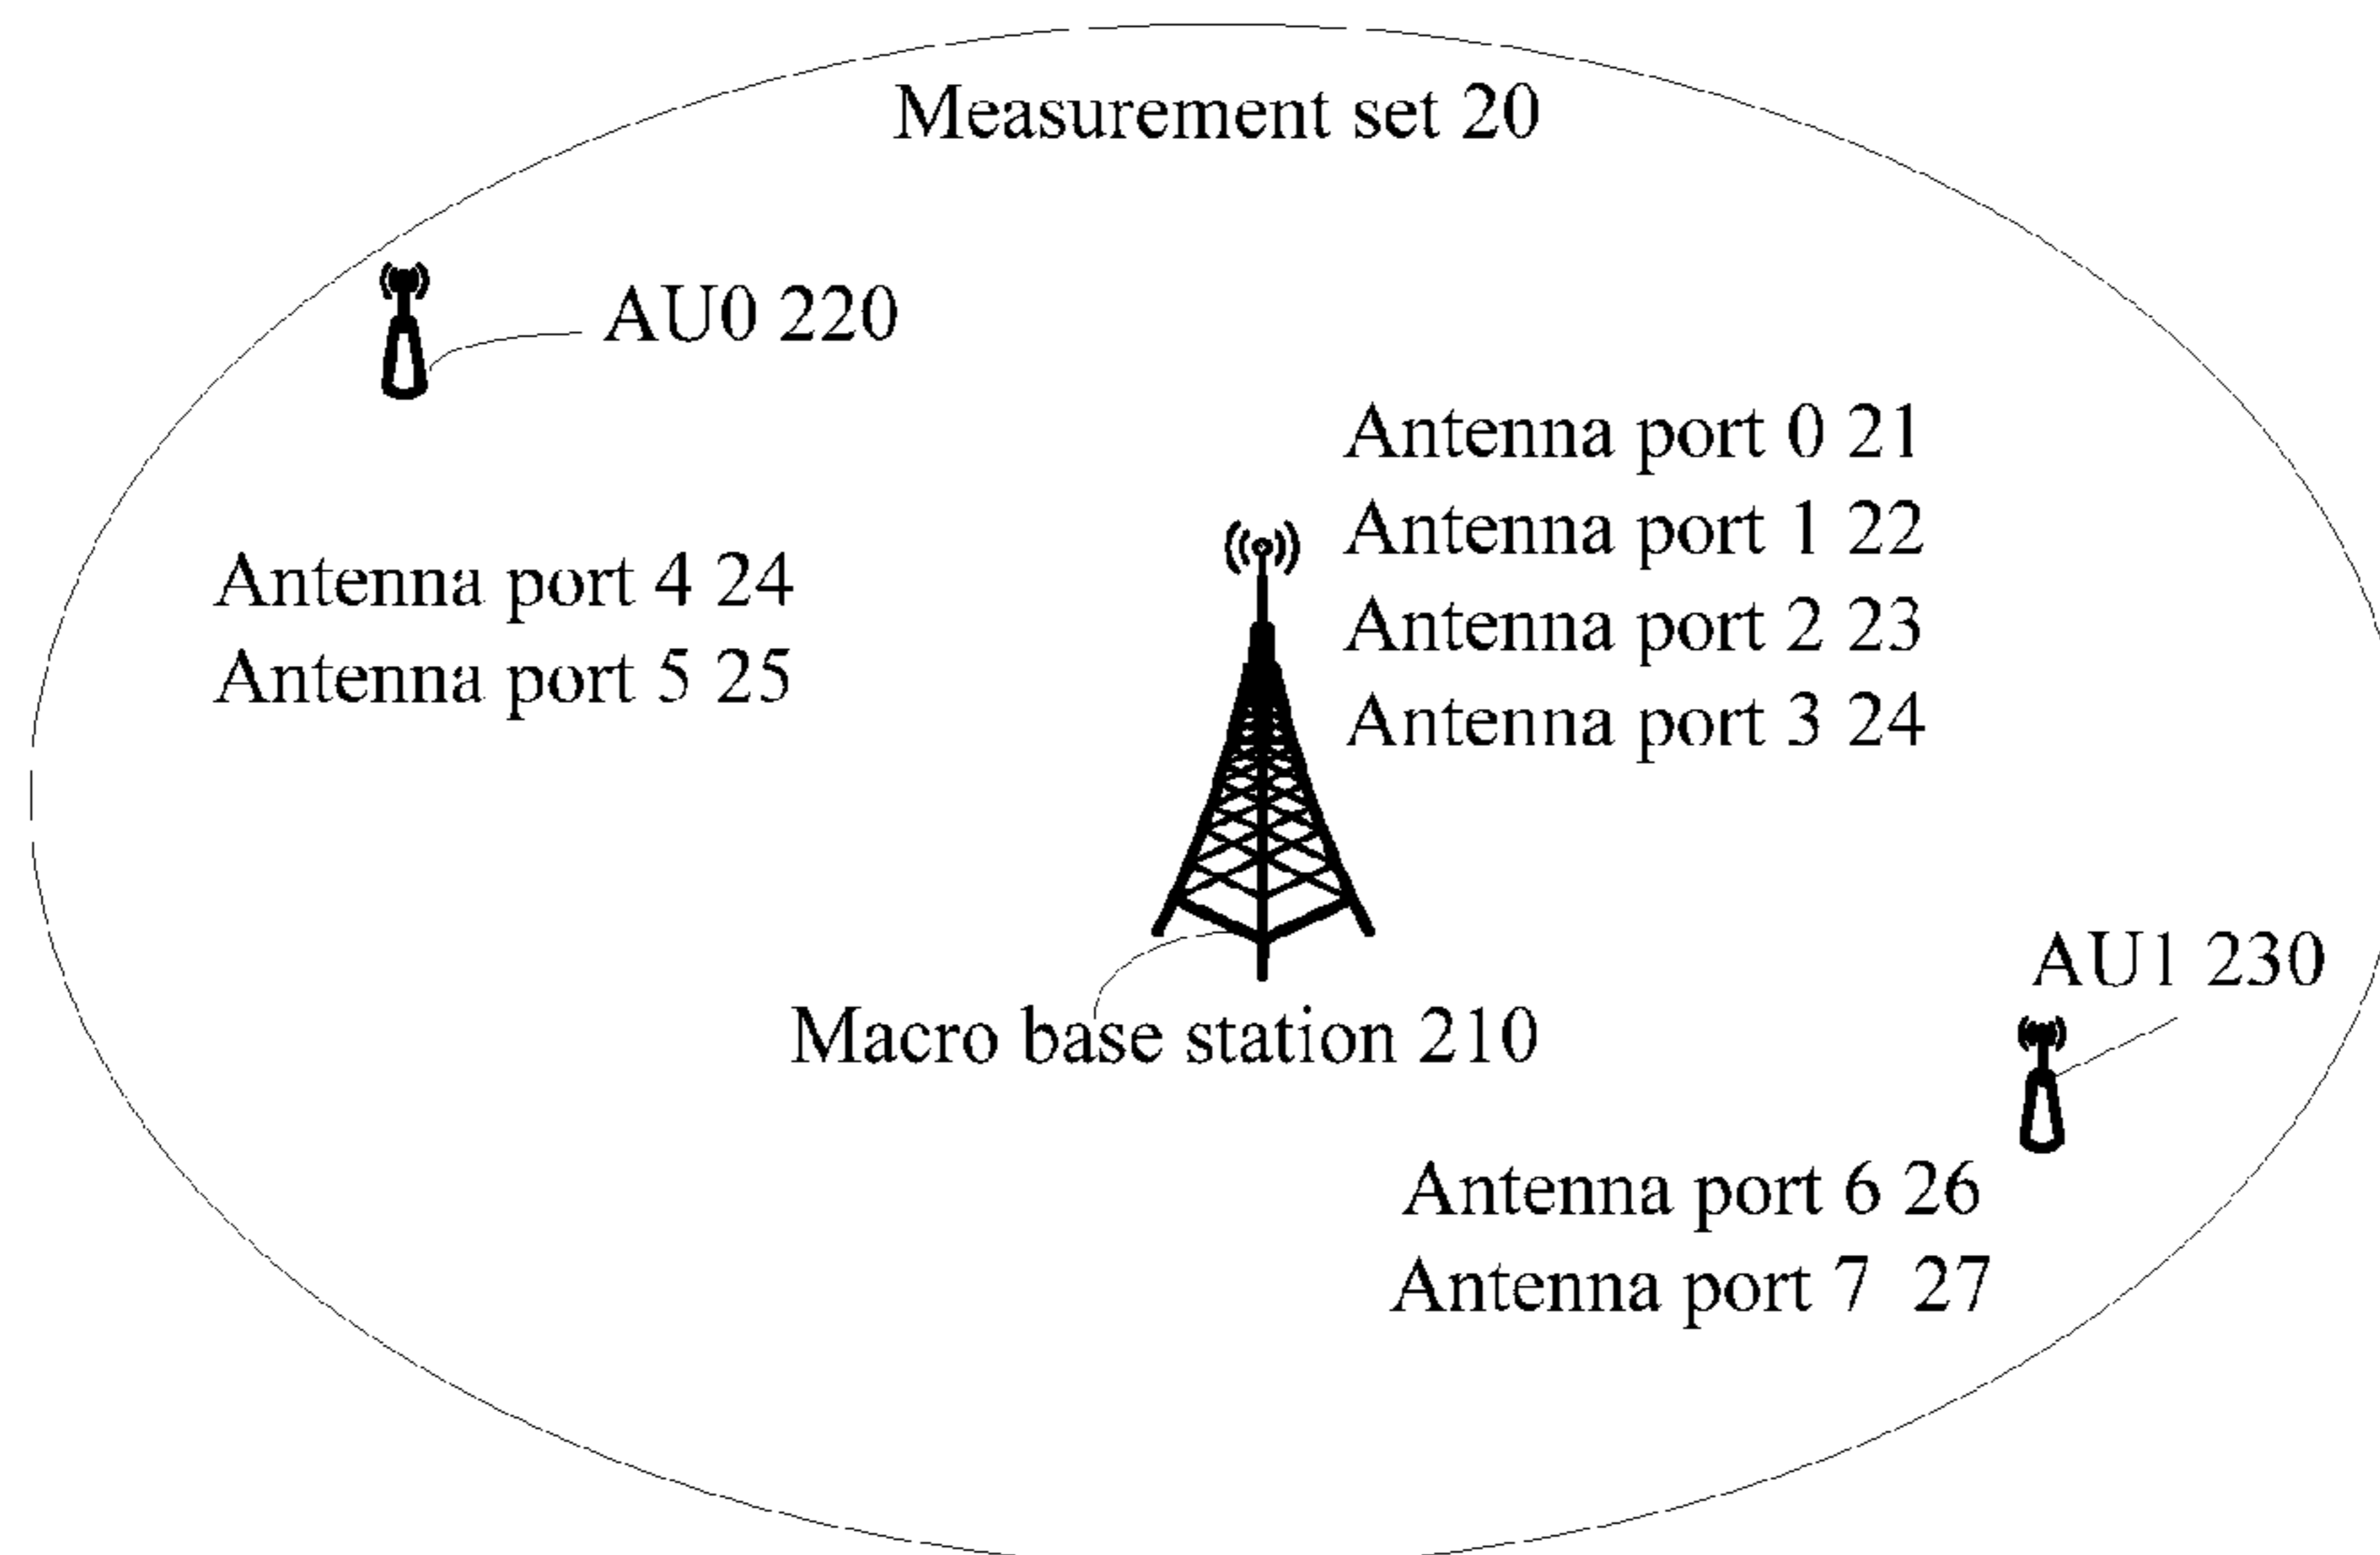 Measurement set 20
AU0 220
Antenna port 0 21
Antenna port 1 22
Antenna port 2 23
Antenna port 3 24
Antenna port 4 24
Antenna port 5 25
AU1 230
Macro base station 210
Antenna port 6 26
Antenna port 7 27